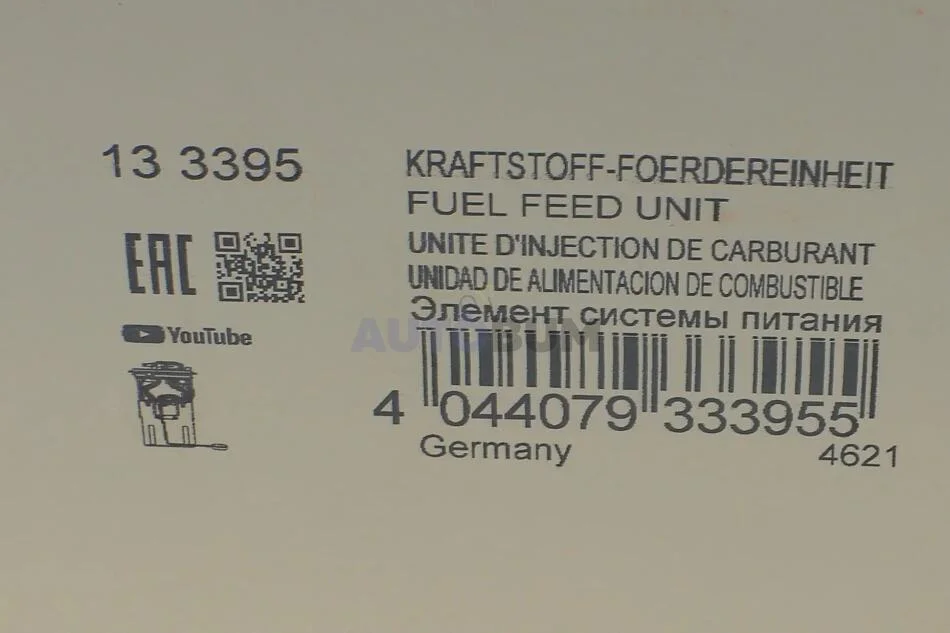 13 3395
KRAFTSTOFF-FOERDEREINHEIT
FUEL FEED UNIT
UNITE D'INJECTION DE CARBURANT
UNIDAD DE ALIMENTACION DE COMBUSTIBLE
Элемент системы питания
EAC
YouTube
AUTOBUM
4 044079 333955
Germany
4621